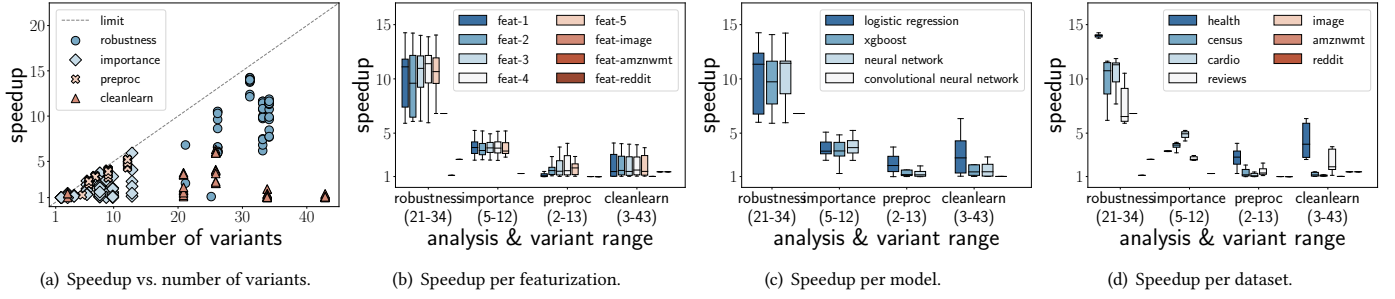 22
15
10
5
1
speedup
limit
robustness
importance
preproc
cleanlearn
1 10 20 30 40
number of variants
(a) Speedup vs. number of variants.
15
10
5
1
speedup
feat-1 feat-5
feat-2 feat-image
feat-3 feat-amznwmt
feat-4 feat-reddit
robustness importance preproc cleanlearn
(21-34) (5-12) (2-13) (3-43)
analysis & variant range
(b) Speedup per featurization.
15
10
5
1
speedup
logistic regression
xgboost
neural network
convolutional neural network
robustness importance preproc cleanlearn
(21-34) (5-12) (2-13) (3-43)
analysis & variant range
(c) Speedup per model.
15
10
5
1
speedup
health image
census amznwmt
cardio reddit
reviews
robustness importance preproc cleanlearn
(21-34) (5-12) (2-13) (3-43)
analysis & variant range
(d) Speedup per dataset.